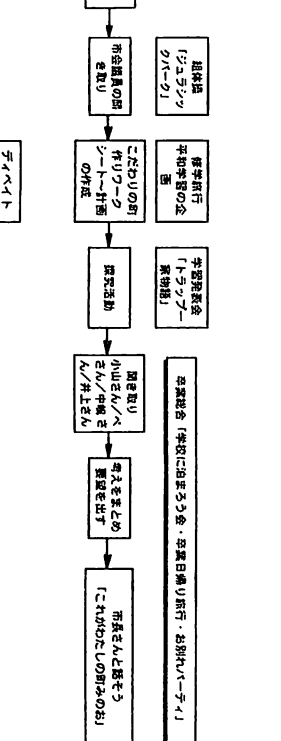 組体操
「ジュラシッ
クパーク」
修学旅行
平和学習の企
画
学習発表会
「トラップ一
家物語」
卒業総合「学校に泊まろう会・卒業日帰り旅行・お別れパーティ」
市会議員の聞
き取り
こだわりの町
作りワーク
シート～計画
の作成
探究活動
聞き取り
小山さん／ペ
さん／中嶋さ
ん／井上さん
考えをまとめ
要望を出す
市長さんと話そう
「これがわたしの町みのお」
ディベイト